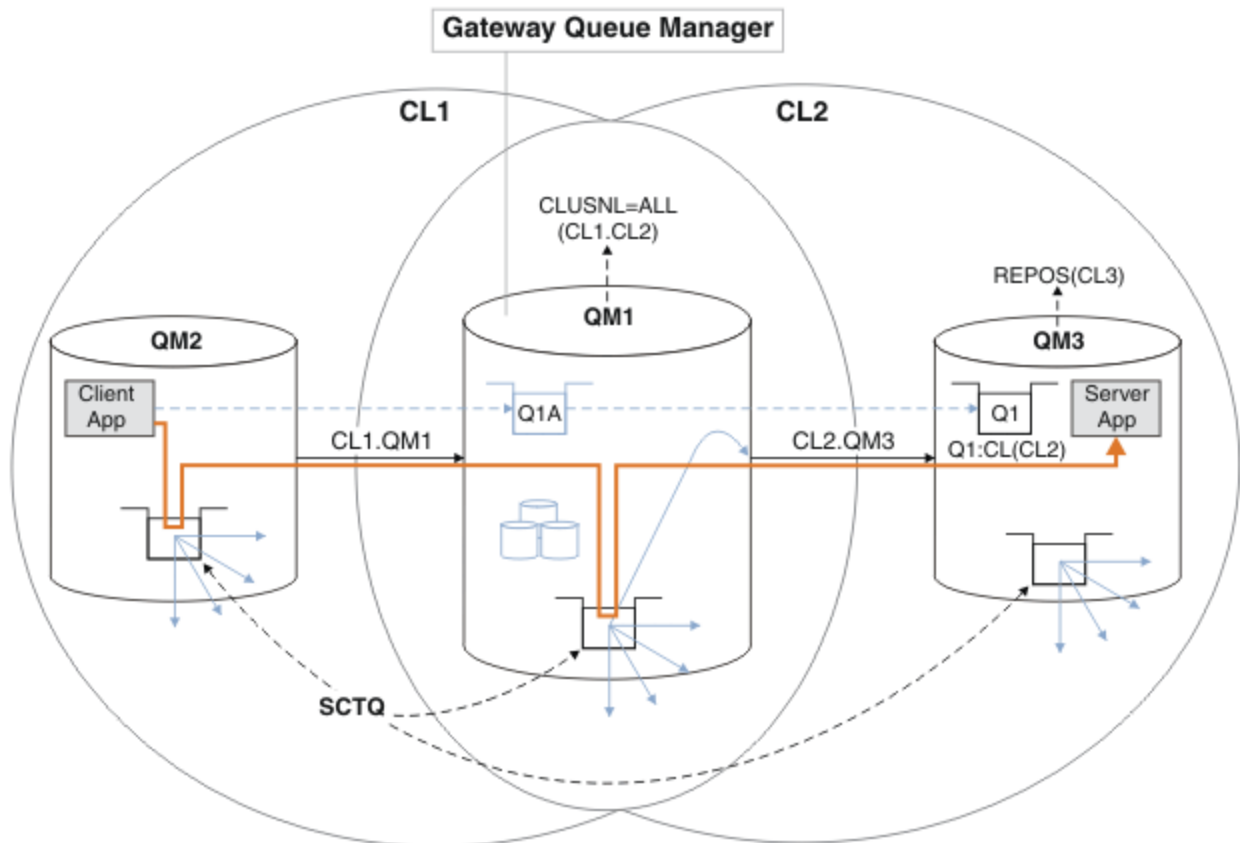 Gateway Queue Manager
CL1
CL2
CLUSNL=ALL
(CL1.CL2)
REPOS(CL3)
QM2
QM1
QM3
Client
App
Q1A
Q1
Server
App
CL1.QM1
CL2.QM3
Q1:CL(CL2)
SCTQ